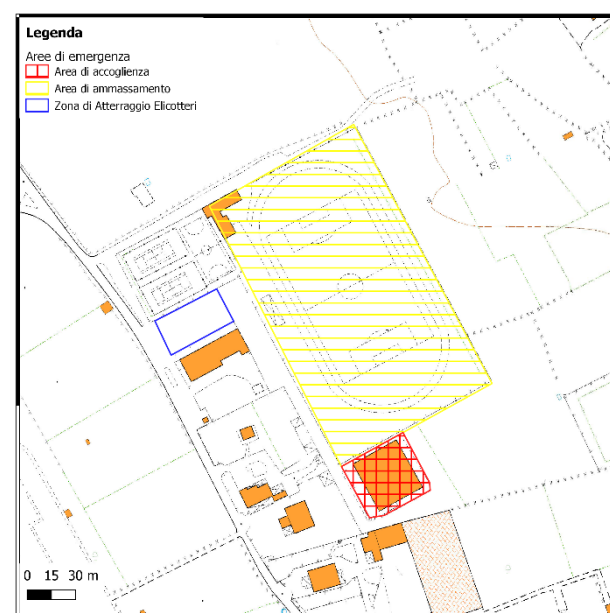 Legenda
Aree di emergenza
Area di accoglienza
Area di ammassamento
Zona di Atterraggio Elicotteri
0 15 30 m